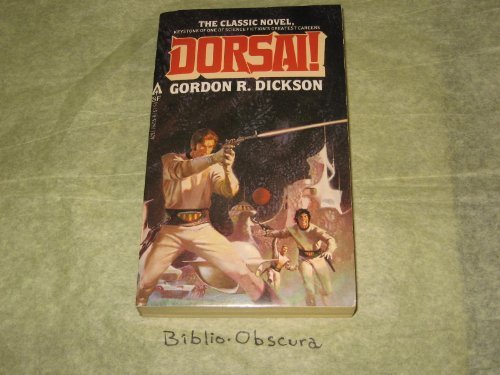 THE CLASSIC NOVEL,
KEYSTONE OF ONE OF SCIENCE FICTION'S GREATEST CAREERS
DORSAI!
GORDON R. DICKSON
Biblio.Obscura